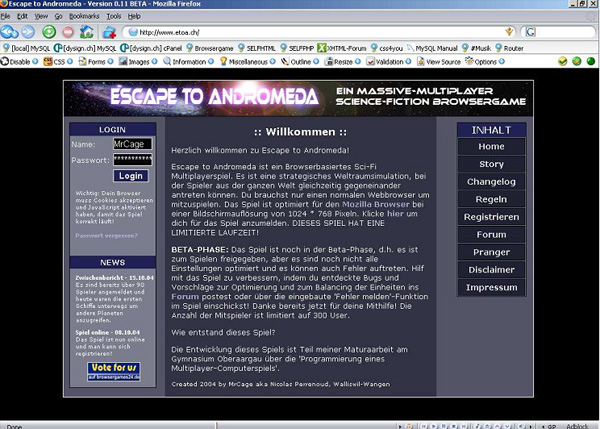 Escape to Andromeda - Version 0.11 BETA - Mozilla Firefox
File Edit View Go Bookmarks Tools Help
http://www.etoa.ch/
[local] MySQL [dysign.ch] MySQL [dysign.ch] cPanel Browsergame SELFHTML SELFPHP XHTML-Forum css4you MySQL Manual #Musik Router
Disable CSS Forms Images Information Miscellaneous Outline Resize Validation View Source Options
ESCAPE TO ANDROMEDA
EIN MASSIVE-MULTIPLAYER
SCIENCE-FICTION BROWSERGAME
LOGIN
Name: MrCage
Passwort: ***********
Login
Wichtig: Dein Browser
muss Cookies akzeptieren
und JavaScript aktiviert
haben, damit das Spiel
korrekt läuft!
Passwort vergessen?
NEWS
Zwischenbericht - 15.10.04
Es sind bereits über 90
Spieler angemeldet und
heute waren die ersten
Schiffe unterwegs um
andere Planeten
anzugreifen.
Spiel online - 08.10.04
Das Spiel ist nun online
und man kann sich
registrieren!
Vote for us
auf browsergames24.de
:: Willkommen ::
Herzlich willkommen zu Escape to Andromeda!
Escape to Andromeda ist ein Browserbasiertes Sci-Fi
Multiplayerspiel. Es ist eine strategisches Weltraumsimulation, bei
der Spieler aus der ganzen Welt gleichzeitig gegeneinander
antreten können. Du brauchst nur einen normalen Webbrowser um
mitzuspielen. Das Spiel ist optimiert für den Mozilla Browser bei
einer Bildschirmauflösung von 1024 * 768 Pixeln. Klicke hier um
dich für das Spiel anzumelden. DIESES SPIEL HAT EINE
LIMITIERTE LAUFZEIT!
BETA-PHASE: Das Spiel ist noch in der Beta-Phase, d.h. es ist
zum Spielen freigegeben, aber es sind noch nicht alle
Einstellungen optimiert und es können auch Fehler auftreten. Hilf
mit das Spiel zu verbessern, indem du entdeckte Bugs und
Vorschläge zur Optimierung und zum Balancing der Einheiten ins
Forum postest oder über die eingebaute 'Fehler melden'-Funktion
im Spiel einschickst! Danke bereits jetzt für deine Mithilfe! Die
Anzahl der Mitspieler ist limitiert auf 300 User.
Wie entstand dieses Spiel?
Die Entwicklung dieses Spiels ist Teil meiner Maturaarbeit am
Gymnasium Oberaargau über die 'Programmierung eines
Multiplayer-Computerspiels'.
Created 2004 by MrCage aka Nicolas Perrenoud, Walliswil-Wangen
INHALT
Home
Story
Changelog
Regeln
Registrieren
Forum
Pranger
Disclaimer
Impressum
Done
GP Adblock